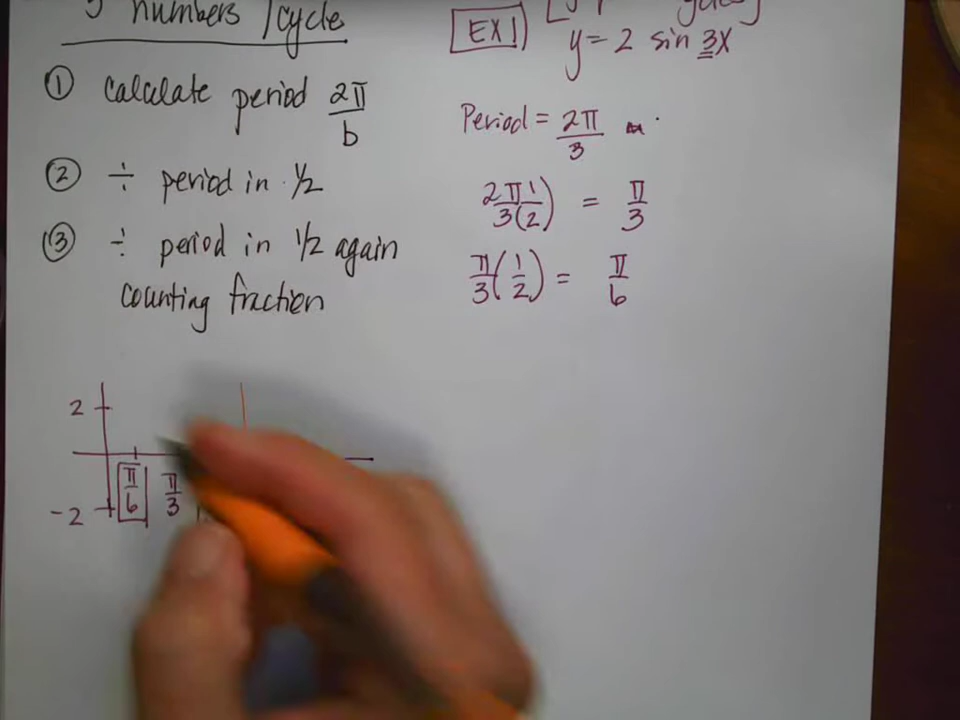 numbers / cycle
① calculate period 2π/b
② ÷ period in 1/2
③ ÷ period in 1/2 again
counting fraction
EX 1
y = 2 sin 3x
Period = 2π/3
2π/3 (1/2) = π/3
π/3 (1/2) = π/6
2
-2
π/6 π/3